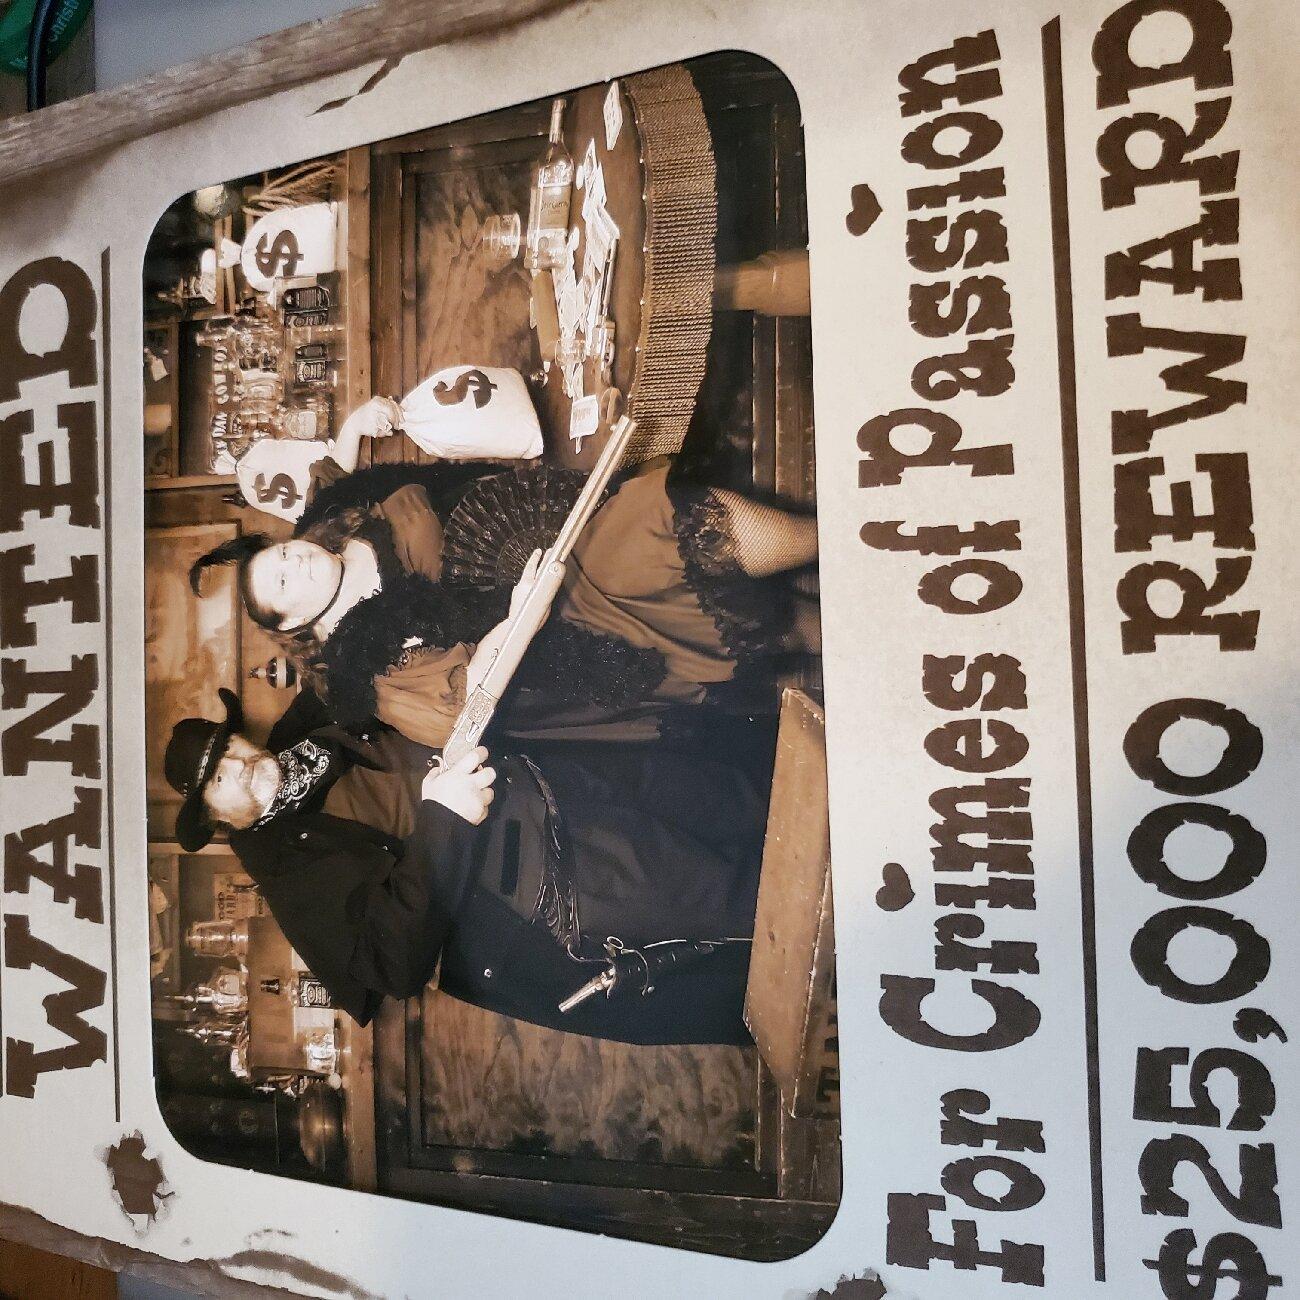 WANTED
$
$
$
For Crimes of Passion
$25,000 REWARD